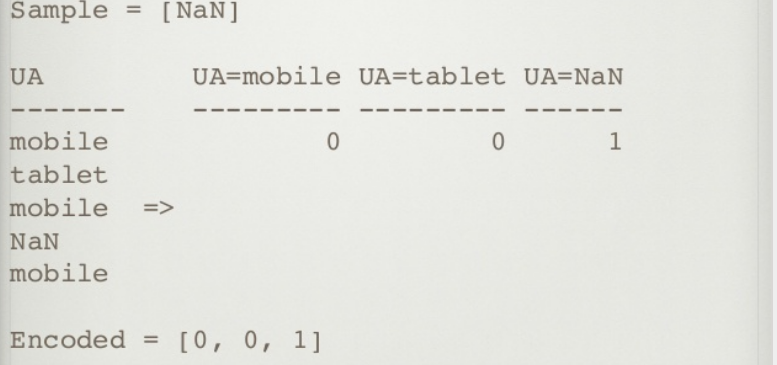 Sample = [NaN]
UA UA=mobile UA=tablet UA=NaN
------- --------- --------- ------
mobile 0 0 1
tablet
mobile =>
NaN
mobile
Encoded = [0, 0, 1]